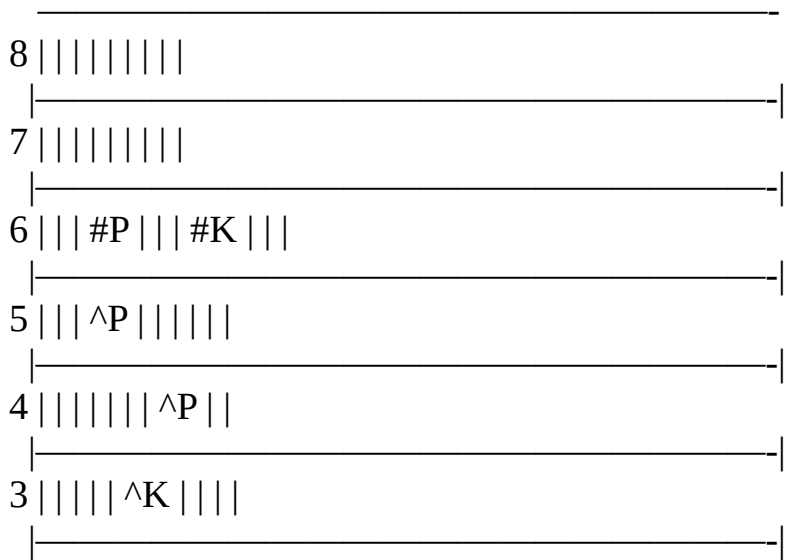 ———————————————————-
8 | | | | | | | | |
|———————————————————-|
7 | | | | | | | | |
|———————————————————-|
6 | | | #P | | | #K | | |
|———————————————————-|
5 | | | ^P | | | | | |
|———————————————————-|
4 | | | | | | | ^P | |
|———————————————————-|
3 | | | | | ^K | | | |
|———————————————————-|